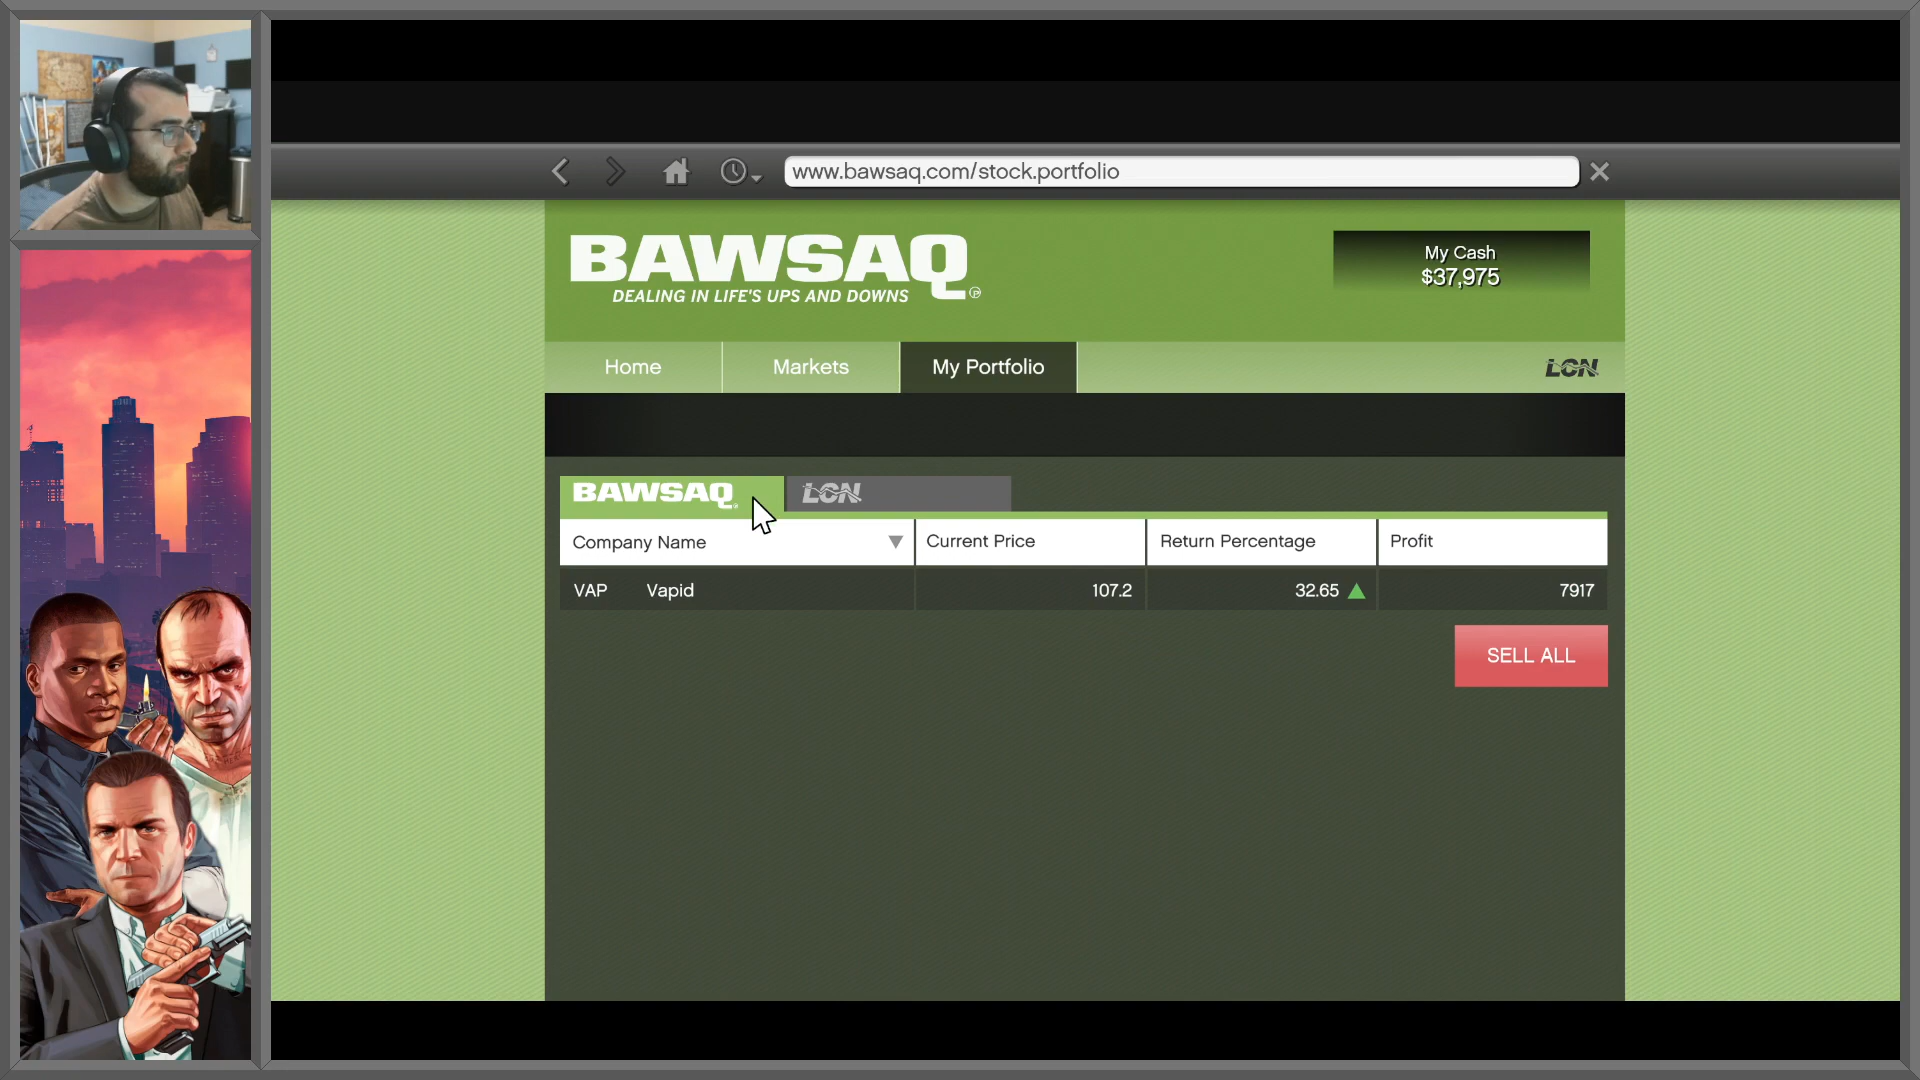 www.bawsaq.com/stock.portfolio
BAWSAQ
DEALING IN LIFE'S UPS AND DOWNS
My Cash
$37,975
Home
Markets
My Portfolio
LCN
BAWSAQ
LCN
Company Name
Current Price
Return Percentage
Profit
VAP Vapid 107.2 32.65 7917
SELL ALL